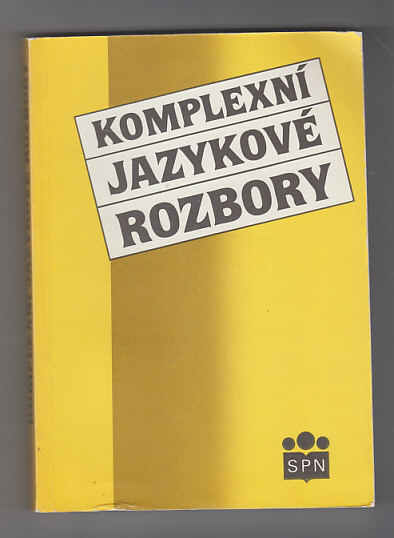 KOMPLEXNÍ
JAZYKOVÉ
ROZBORY
SPN